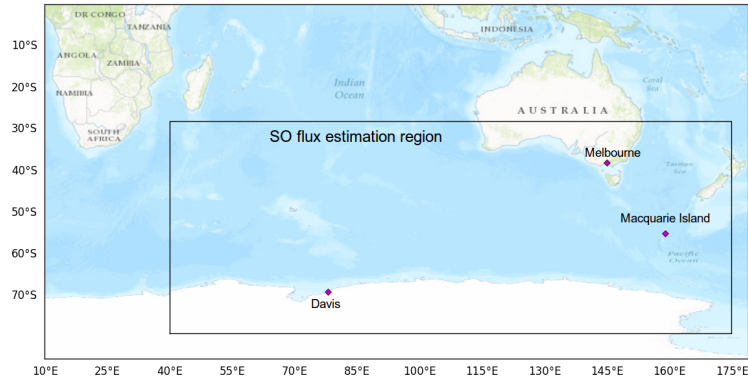 DR CONGO
TANZANIA
ANGOLA
ZAMBIA
NAMIBIA
SOUTH
AFRICA
Indian
Ocean
INDONESIA
Coral
Sea
AUSTRALIA
SO flux estimation region
Melbourne
Tasman
Sea
Macquarie Island
Pacific
Ocean
Davis
10°S
20°S
30°S
40°S
50°S
60°S
70°S
10°E 25°E 40°E 55°E 70°E 85°E 100°E 115°E 130°E 145°E 160°E 175°E